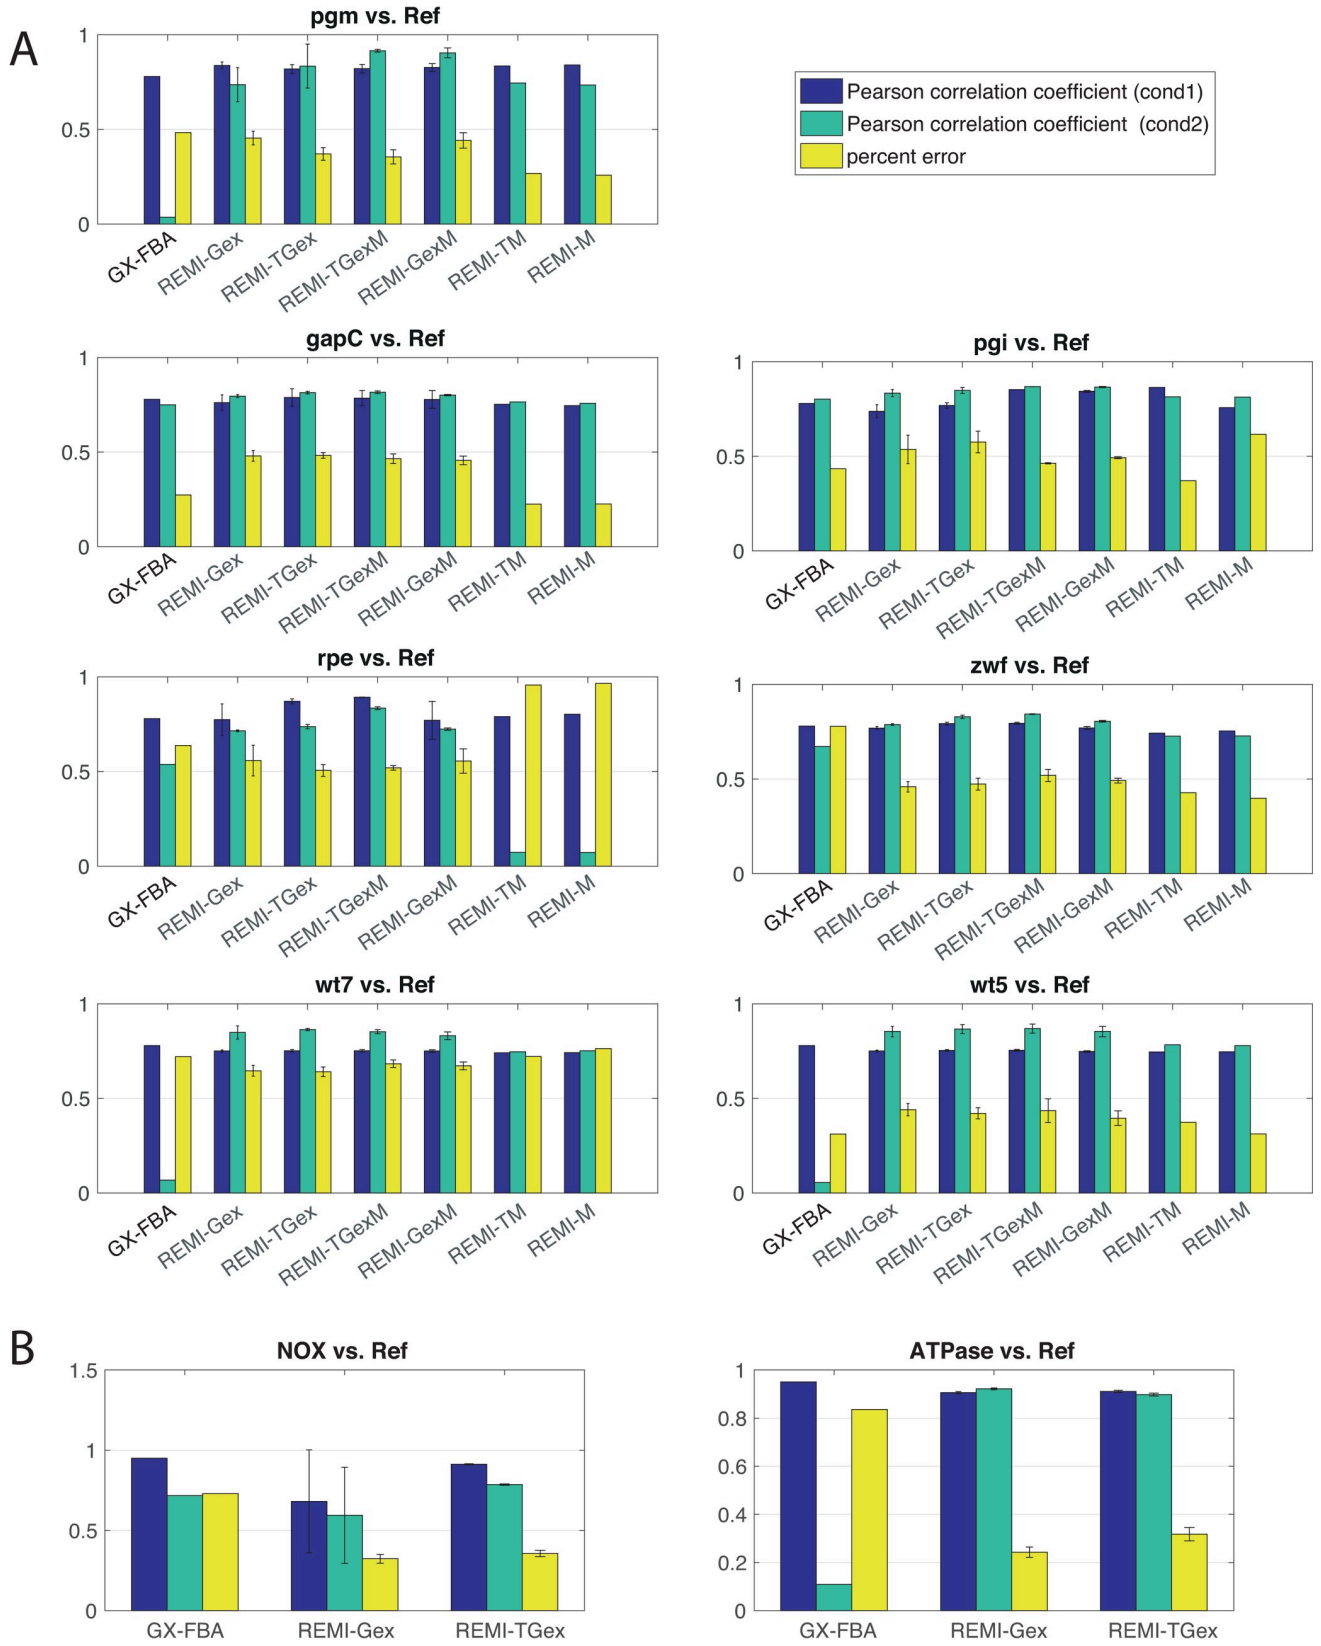 A
pgm vs. Ref
1
0.5
0
GX-FBA
REMI-Gex
REMI-TGex
REMI-TGexM
REMI-GexM
REMI-TM
REMI-M
Pearson correlation coefficient (cond1)
Pearson correlation coefficient (cond2)
percent error
gapC vs. Ref
1
0.5
0
GX-FBA
REMI-Gex
REMI-TGex
REMI-TGexM
REMI-GexM
REMI-TM
REMI-M
pgi vs. Ref
1
0.5
0
GX-FBA
REMI-Gex
REMI-TGex
REMI-TGexM
REMI-GexM
REMI-TM
REMI-M
rpe vs. Ref
1
0.5
0
GX-FBA
REMI-Gex
REMI-TGex
REMI-TGexM
REMI-GexM
REMI-TM
REMI-M
zwf vs. Ref
1
0.5
0
GX-FBA
REMI-Gex
REMI-TGex
REMI-TGexM
REMI-GexM
REMI-TM
REMI-M
wt7 vs. Ref
1
0.5
0
GX-FBA
REMI-Gex
REMI-TGex
REMI-TGexM
REMI-GexM
REMI-TM
REMI-M
wt5 vs. Ref
1
0.5
0
GX-FBA
REMI-Gex
REMI-TGex
REMI-TGexM
REMI-GexM
REMI-TM
REMI-M
B
NOX vs. Ref
1.5
1
0.5
0
GX-FBA REMI-Gex REMI-TGex
ATPase vs. Ref
1
0.8
0.6
0.4
0.2
0
GX-FBA REMI-Gex REMI-TGex